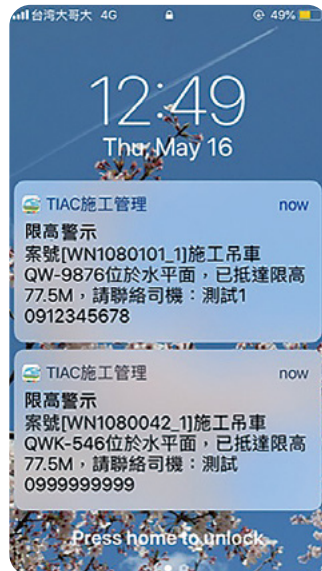 台灣大哥大 4G 49%
12:49
Thu, May 16
TIAC施工管理 now
限高警示
案號[WN1080101_1]施工吊車
QW-9876位於水平面，已抵達限高
77.5M，請聯絡司機：測試1
0912345678
TIAC施工管理 now
限高警示
案號[WN1080042_1]施工吊車
QWK-546位於水平面，已抵達限高
77.5M，請聯絡司機：測試
0999999999
Press home to unlock